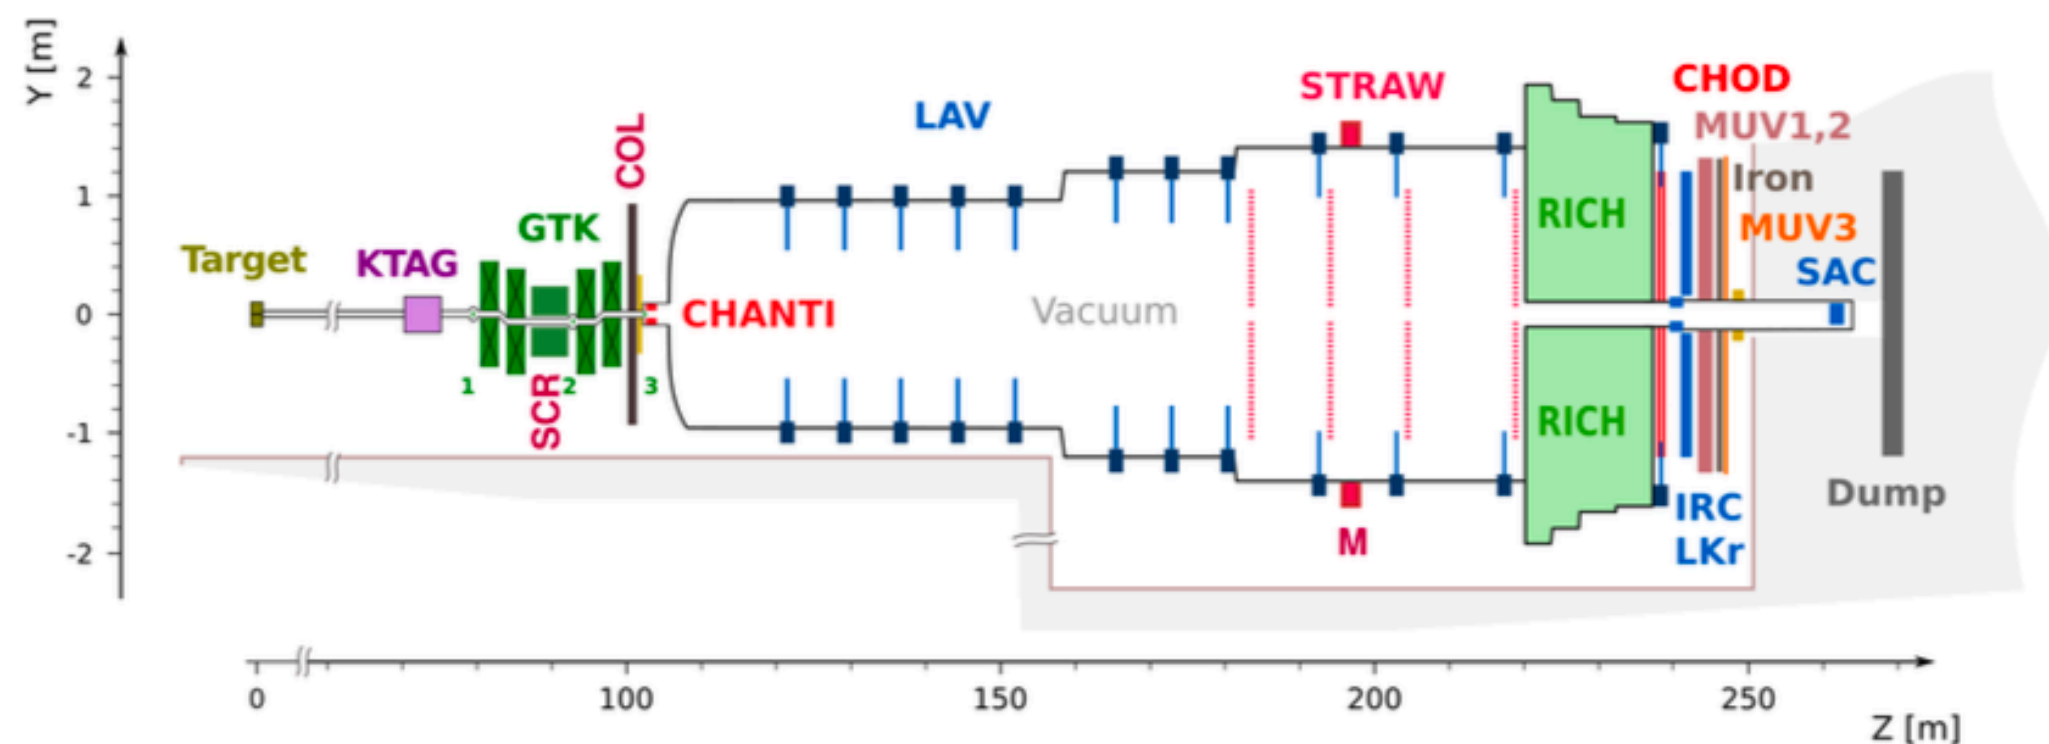 Y [m]
2
1
0
-1
-2
Target
KTAG
GTK
1
2
3
SCR
COL
CHANTI
LAV
Vacuum
STRAW
M
RICH
RICH
CHOD
MUV1,2
Iron
MUV3
SAC
IRC
LKr
Dump
0
100
150
200
250
Z [m]